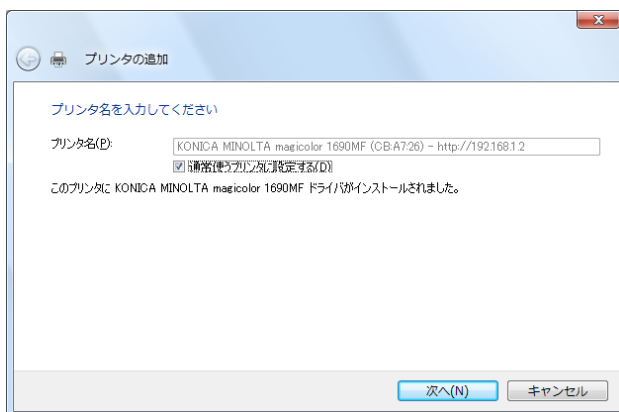 プリンタの追加
プリンタ名を入力してください
プリンタ名(P): KONICA MINOLTA magicolor 1690MF (CB:A7:26) - http://192.168.1.2
通常使うプリンタに設定する(D)
このプリンタに KONICA MINOLTA magicolor 1690MF ドライバがインストールされました。
次へ(N) キャンセル